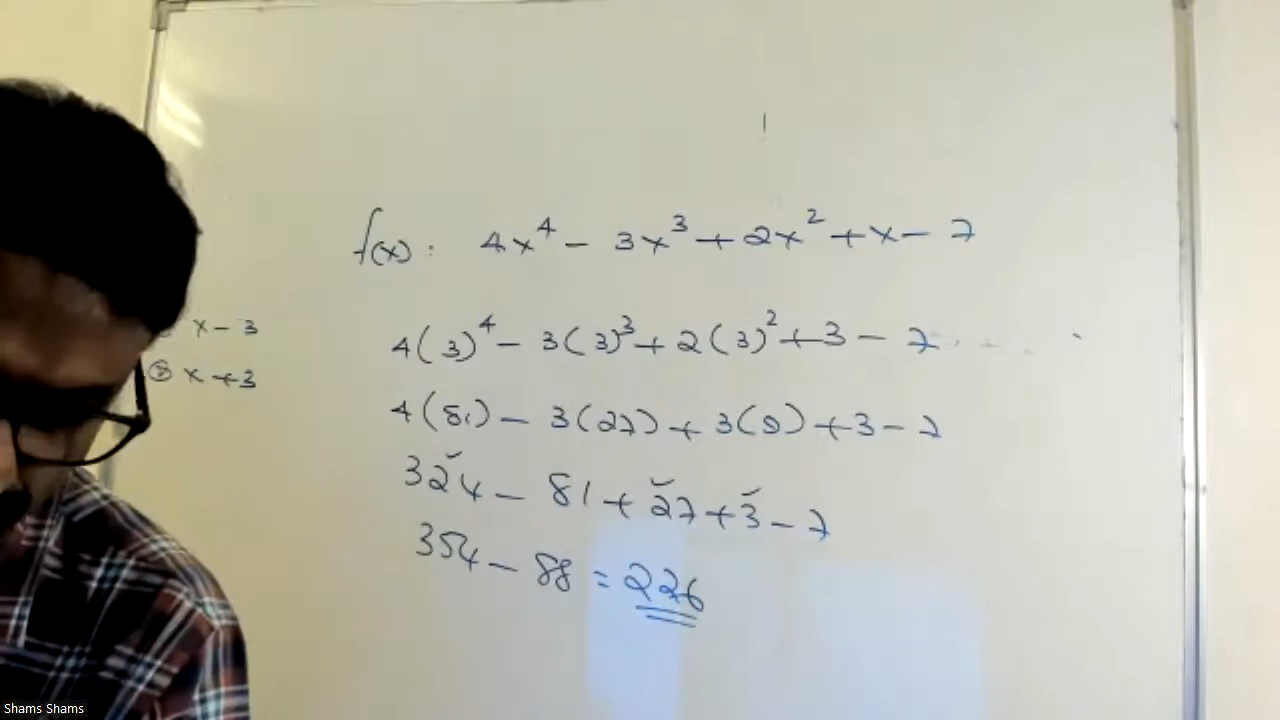 f(x) : 4x⁴ - 3x³ + 2x² + x - 7
x - 3
② x + 3
4(3)⁴ - 3(3)³ + 2(3)² + 3 - 7
4(81) - 3(27) + 3(9) + 3 - 7
324 - 81 + 27 + 3 - 7
354 - 88 = 226
Shams Shams